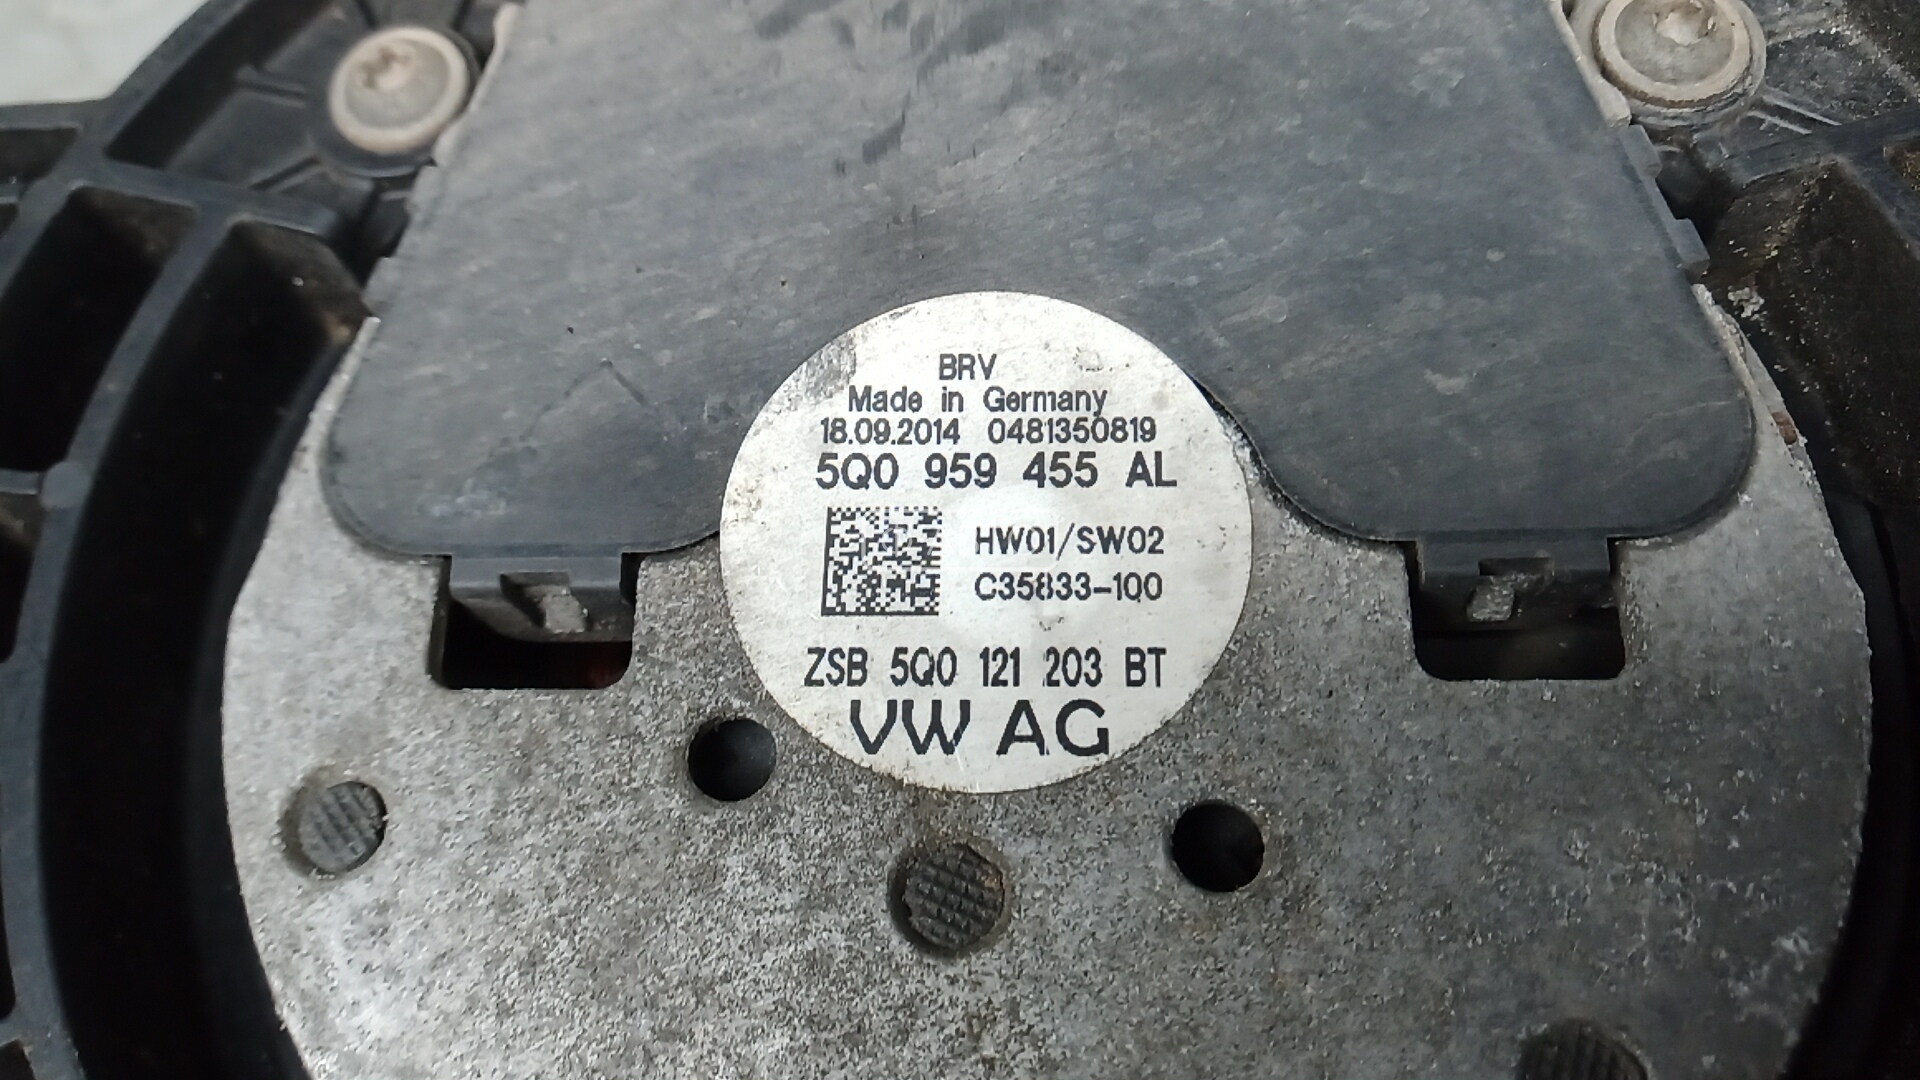 BRV
Made in Germany
18.09.2014 0481350819
5Q0 959 455 AL
HW01/SW02
C35833-100
ZSB 5Q0 121 203 BT
VW AG